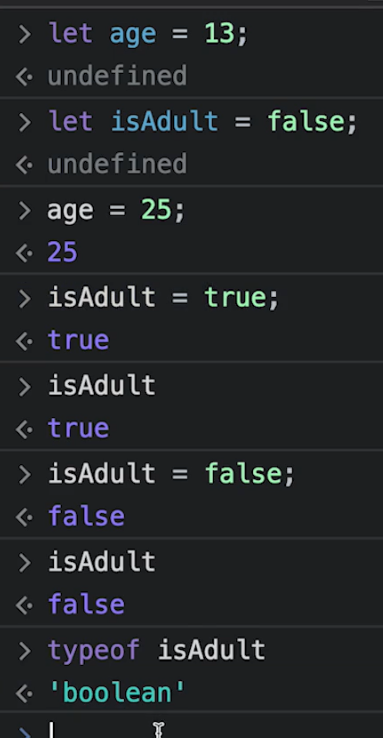 > let age = 13;
<· undefined
> let isAdult = false;
<· undefined
> age = 25;
<· 25
> isAdult = true;
<· true
> isAdult
<· true
> isAdult = false;
<· false
> isAdult
<· false
> typeof isAdult
<· 'boolean'
>